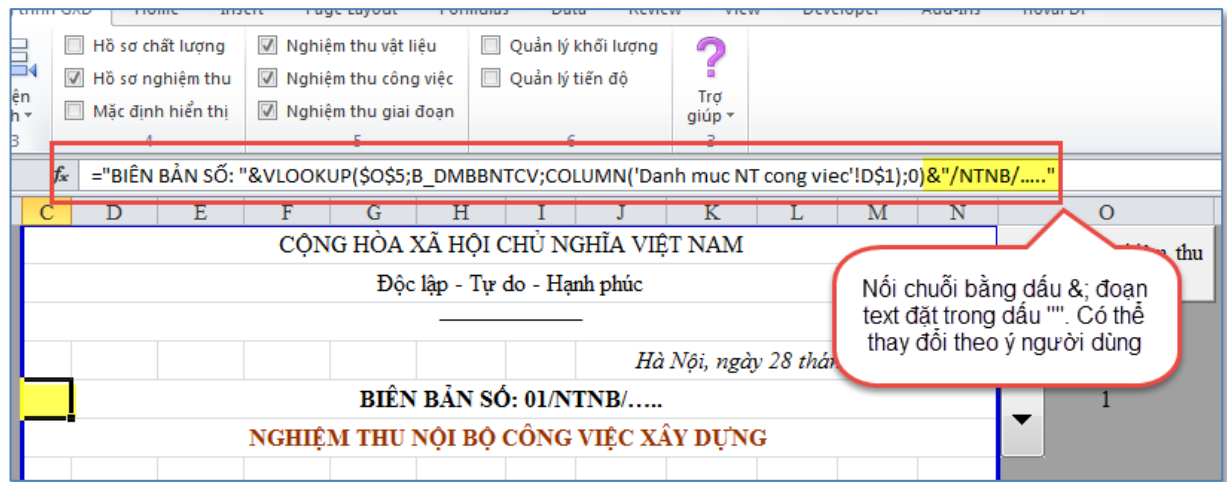 Hồ sơ chất lượng
Nghiệm thu vật liệu
Quản lý khối lượng
Hồ sơ nghiệm thu
Nghiệm thu công việc
Quản lý tiến độ
Mặc định hiển thị
Nghiệm thu giai đoạn
Trợ
giúp
fx ="BIÊN BẢN SỐ: "&VLOOKUP($O$5;B_DMBBNTCV;COLUMN('Danh muc NT cong viec'!D$1);0)&"/NTNB/....."
C D E F G H I J K L M N O
CỘNG HÒA XÃ HỘI CHỦ NGHĨA VIỆT NAM
thu
Độc lập - Tự do - Hạnh phúc
Nối chuỗi bằng dấu &; đoạn
text đặt trong dấu "". Có thể
thay đổi theo ý người dùng
Hà Nội, ngày 28
BIÊN BẢN SỐ: 01/NTNB/.....
1
NGHIỆM THU NỘI BỘ CÔNG VIỆC XÂY DỰNG